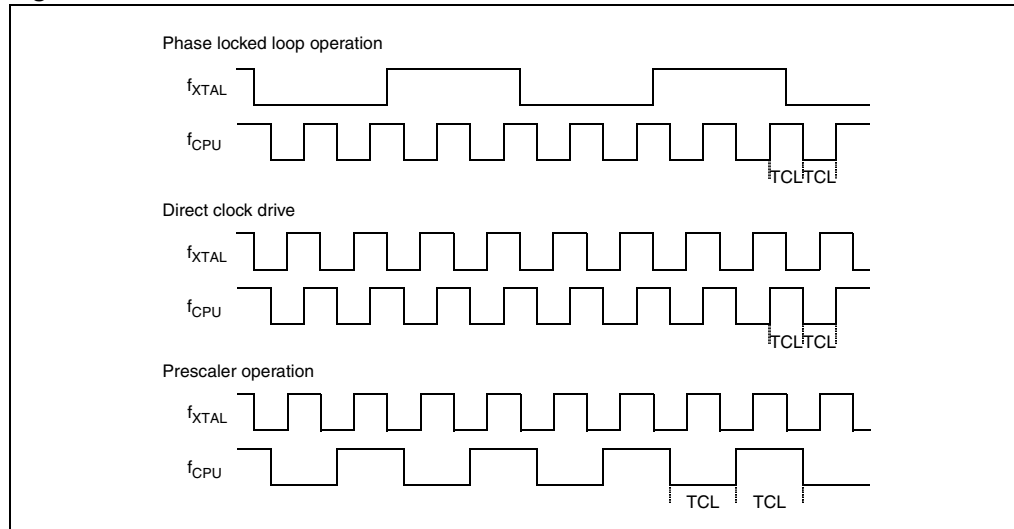 Phase locked loop operation
fXTAL
fCPU
TCL TCL
Direct clock drive
fXTAL
fCPU
TCL TCL
Prescaler operation
fXTAL
fCPU
TCL TCL